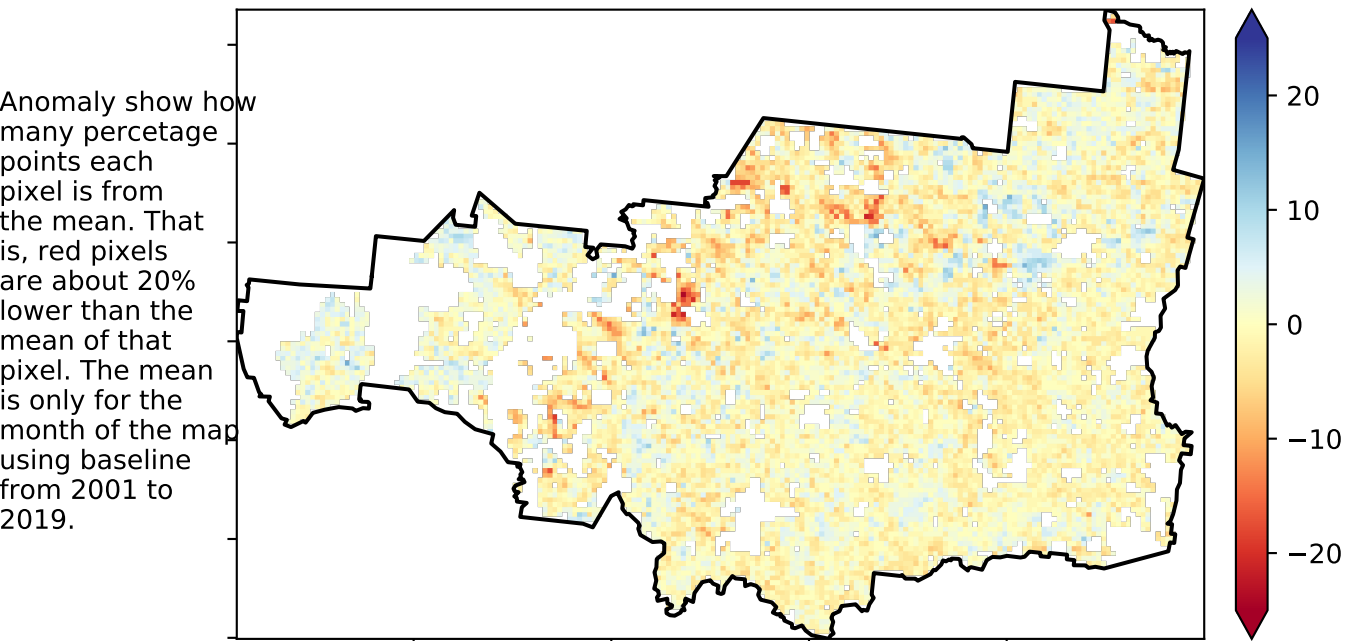 Anomaly show how
many percetage
points each
pixel is from
the mean. That
is, red pixels
are about 20%
lower than the
mean of that
pixel. The mean
is only for the
month of the map
using baseline
from 2001 to
2019.
20
10
0
−10
−20